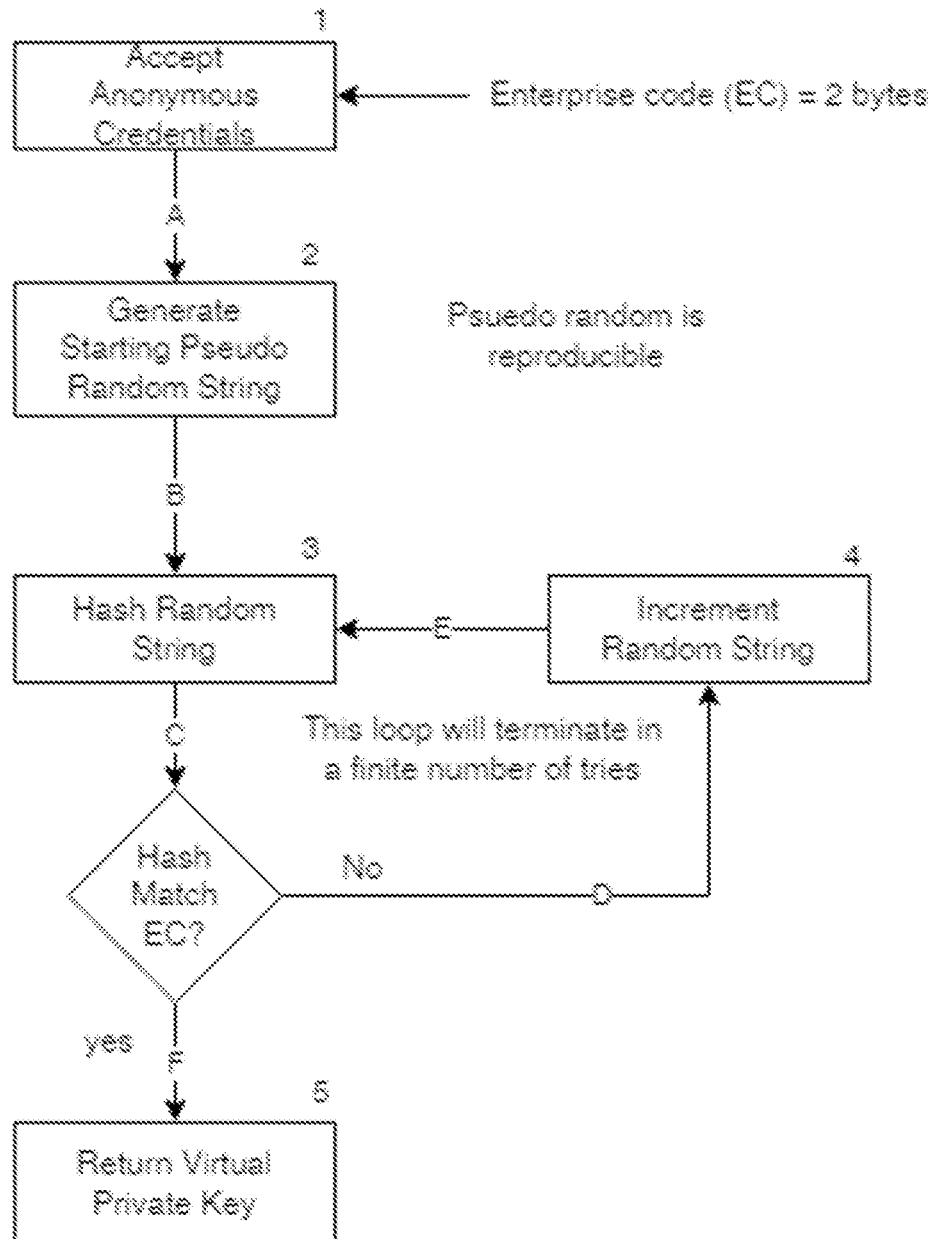 1
Accept
Anonymous
Credentials
Enterprise code (EC) = 2 bytes
A
2
Generate
Starting Pseudo
Random String
Psuedo random is
reproducible
B
3
Hash Random
String
4
Increment
Random String
E
C
This loop will terminate in
a finite number of tries
Hash
Match
EC?
No
D
yes
F
5
Return Virtual
Private Key